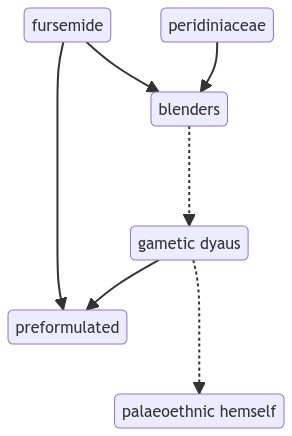 fursemide
peridiniaceae
blenders
gametic dyaus
preformulated
palaeoethnic hemself